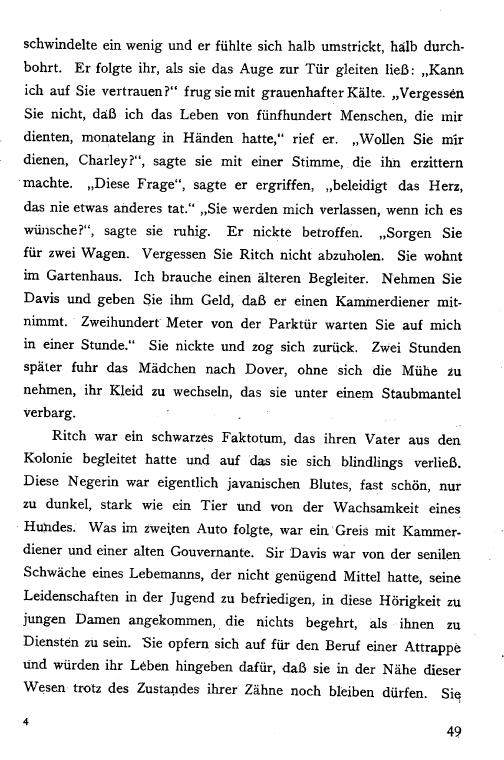 schwindelte ein wenig und er fühlte sich halb umstrickt, halb durch-
bohrt. Er folgte ihr, als sie das Auge zur Tür gleiten ließ: „Kann
ich auf Sie vertrauen?“ frug sie mit grauenhafter Kälte. „Vergessen
Sie nicht, daß ich das Leben von fünfhundert Menschen, die mir
dienten, monatelang in Händen hatte,“ rief er. „Wollen Sie mir
dienen, Charley?“, sagte sie mit einer Stimme, die ihn erzittern
machte. „Diese Frage“, sagte er ergriffen, „beleidigt das Herz,
das nie etwas anderes tat.“ „Sie werden mich verlassen, wenn ich es
wünsche?“, sagte sie ruhig. Er nickte betroffen. „Sorgen Sie
für zwei Wagen. Vergessen Sie Ritch nicht abzuholen. Sie wohnt
im Gartenhaus. Ich brauche einen älteren Begleiter. Nehmen Sie
Davis und geben Sie ihm Geld, daß er einen Kammerdiener mit-
nimmt. Zweihundert Meter von der Parktür warten Sie auf mich
in einer Stunde.“ Sie nickte und zog sich zurück. Zwei Stunden
später fuhr das Mädchen nach Dover, ohne sich die Mühe zu
nehmen, ihr Kleid zu wechseln, das sie unter einem Staubmantel
verbarg.
Ritch war ein schwarzes Faktotum, das ihren Vater aus den
Kolonie begleitet hatte und auf das sie sich blindlings verließ.
Diese Negerin war eigentlich javanischen Blutes, fast schön, nur
zu dunkel, stark wie ein Tier und von der Wachsamkeit eines
Hundes. Was im zweiten Auto folgte, war ein Greis mit Kammer-
diener und einer alten Gouvernante. Sir Davis war von der senilen
Schwäche eines Lebemanns, der nicht genügend Mittel hatte, seine
Leidenschaften in der Jugend zu befriedigen, in diese Hörigkeit zu
jungen Damen angekommen, die nichts begehrt, als ihnen zu
Diensten zu sein. Sie opfern sich auf für den Beruf einer Attrappe
und würden ihr Leben hingeben dafür, daß sie in der Nähe dieser
Wesen trotz des Zustandes ihrer Zähne noch bleiben dürfen. Sie
4
49